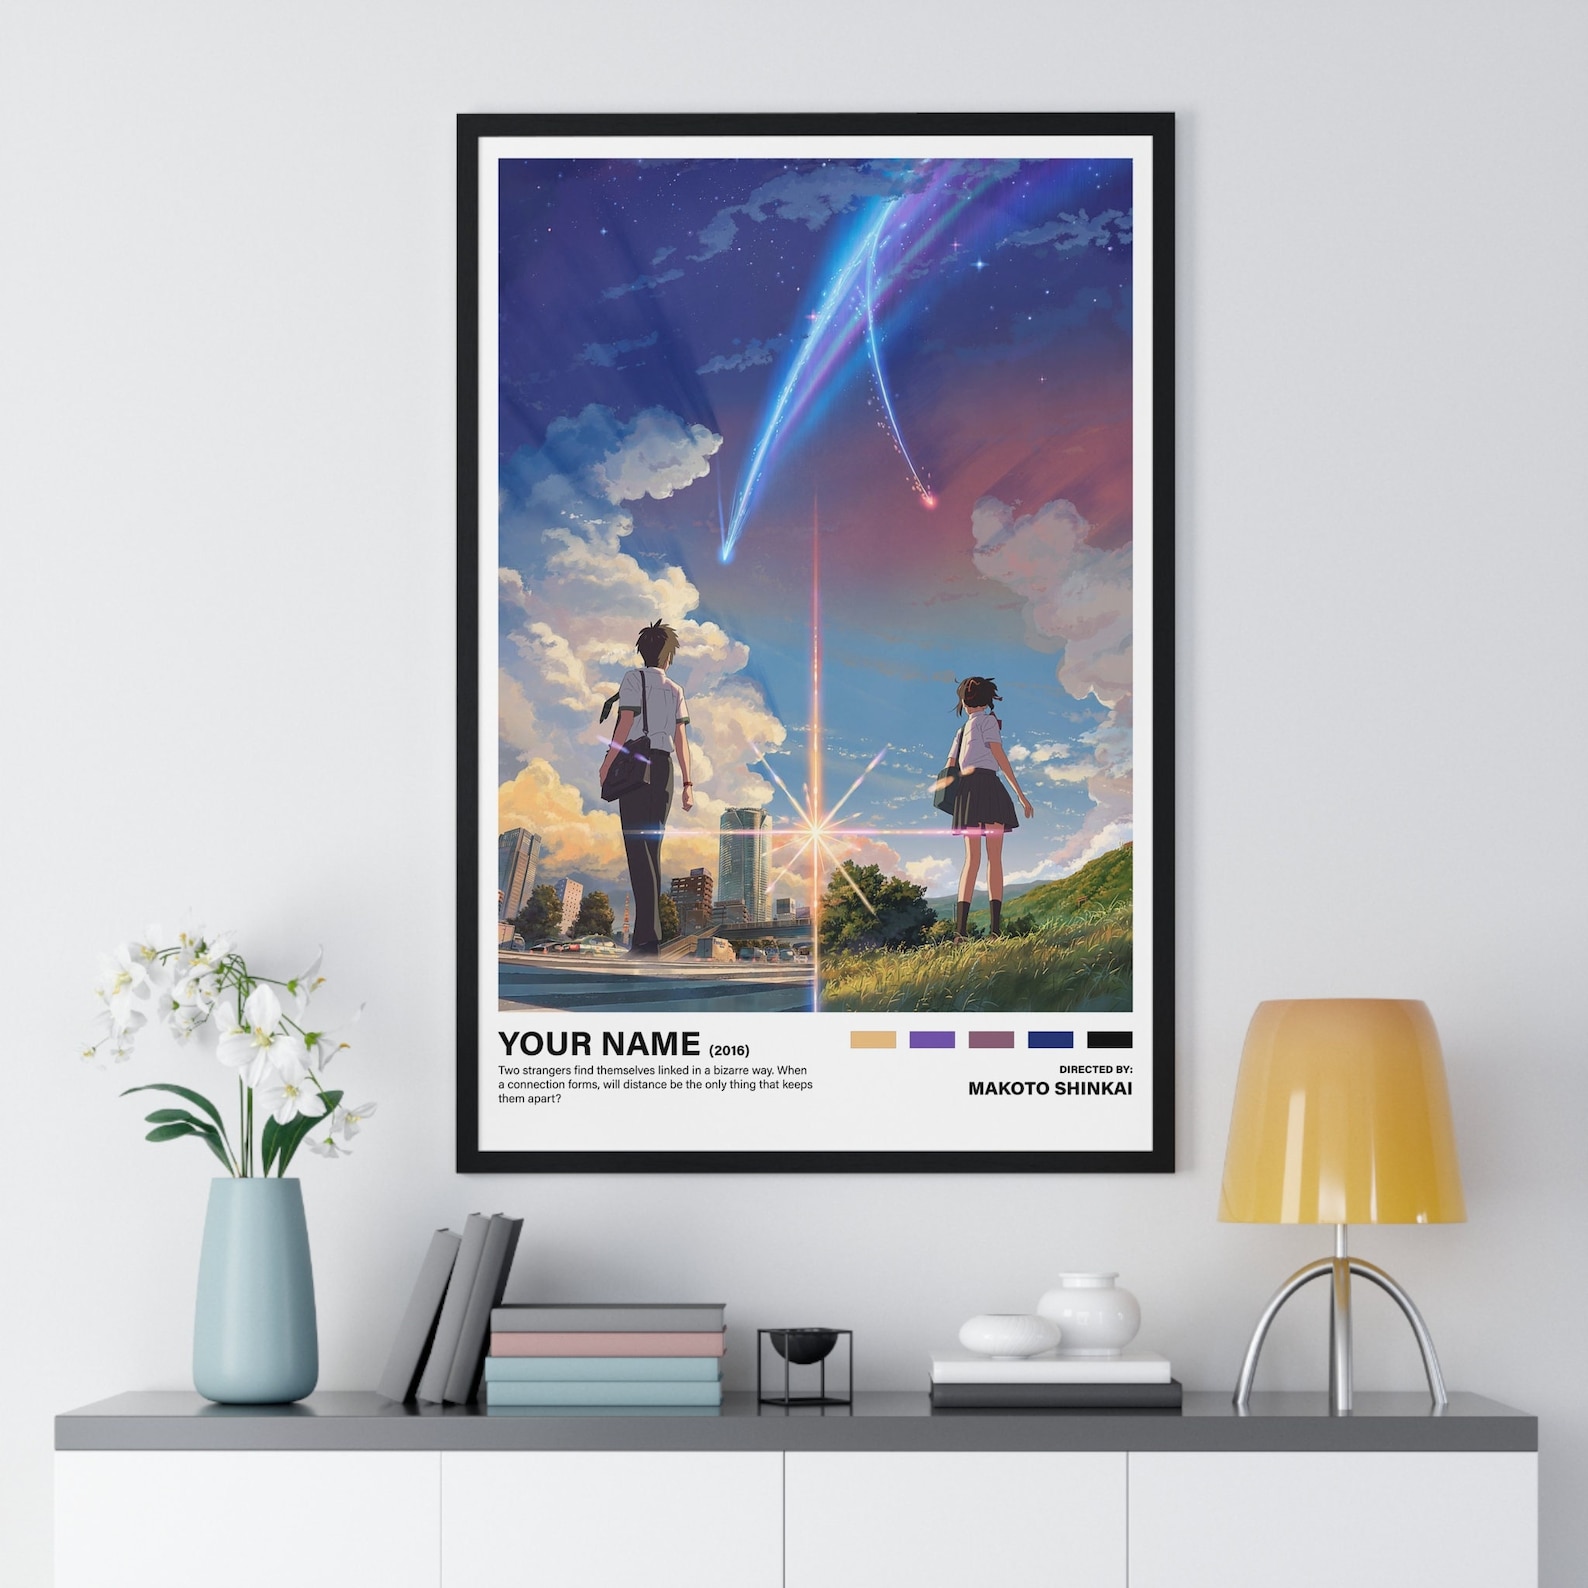 YOUR NAME (2016)
Two strangers find themselves linked in a bizarre way. When
a connection forms, will distance be the only thing that keeps
them apart?
DIRECTED BY:
MAKOTO SHINKAI